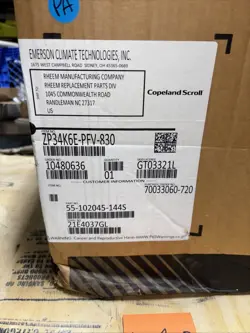 PA
EMERSON CLIMATE TECHNOLOGIES, INC.
1675 WEST CAMPBELL ROAD SIDNEY, OH 45365-0669
RHEEM MANUFACTURING COMPANY
RHEEM REPLACEMENT PARTS DIV
1045 COMMONWEALTH ROAD
RANDLEMAN NC 27317
US
Copeland Scroll
ZP34K6E-PFV-830
10480636
01
GT03321L
CUSTOMER INFORMATION
70033060-720
55-102045-144S
21E4037GL